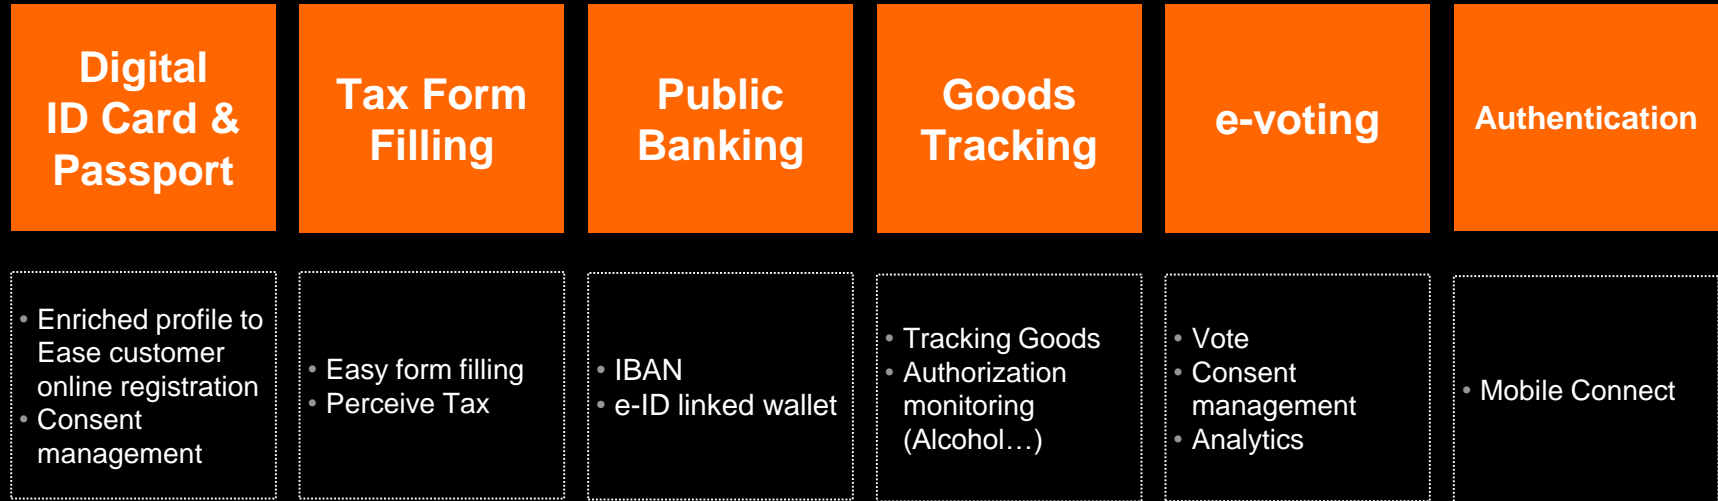 Digital
ID Card &
Passport
Tax Form
Filling
Public
Banking
Goods
Tracking
e-voting
Authentication
• Enriched profile to
Ease customer
online registration
• Consent
management
• Easy form filling
• Perceive Tax
• IBAN
• e-ID linked wallet
• Tracking Goods
• Authorization
monitoring
(Alcohol…)
• Vote
• Consent
management
• Analytics
• Mobile Connect